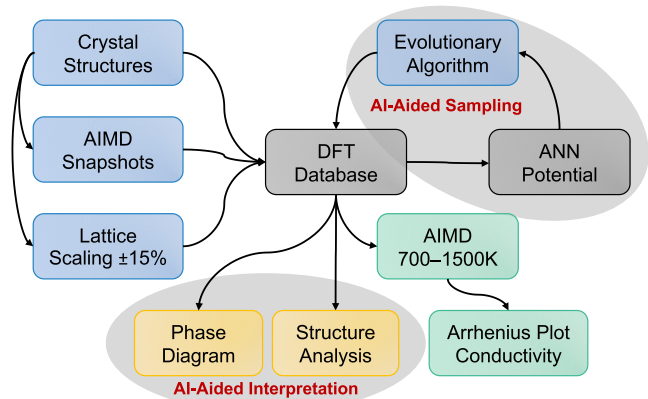 Crystal
Structures
Evolutionary
Algorithm
AI-Aided Sampling
AIMD
Snapshots
DFT
Database
ANN
Potential
Lattice
Scaling ±15%
AIMD
700–1500K
Phase
Diagram
Structure
Analysis
Arrhenius Plot
Conductivity
AI-Aided Interpretation